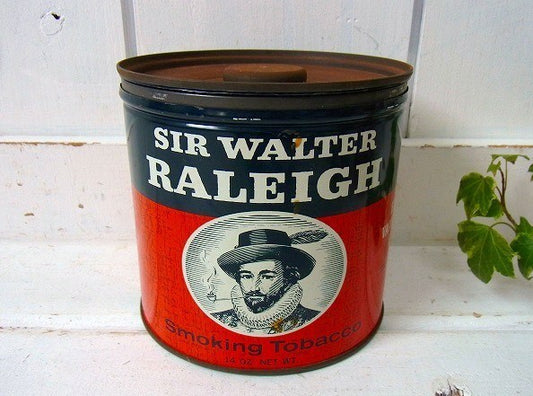 SIR WALTER
RALEIGH
Smoking Tobacco
14 OZ. NET WT.